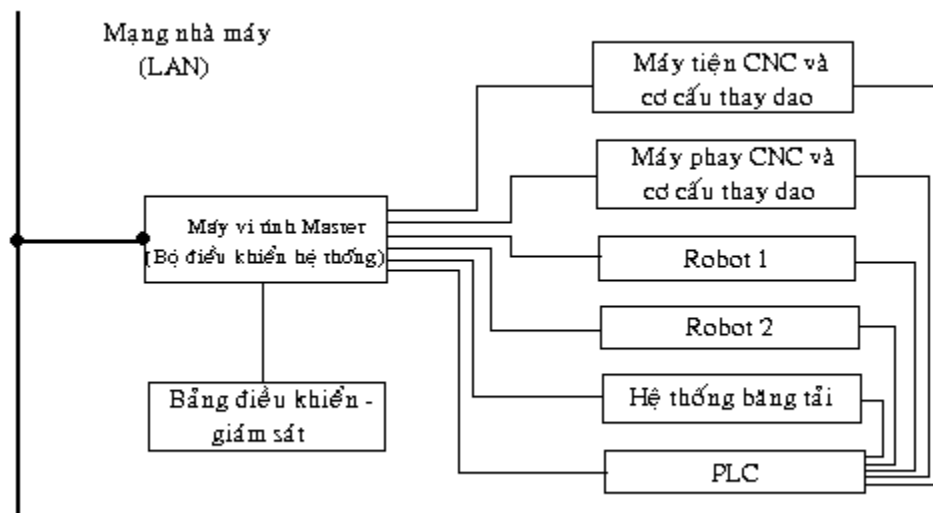 Mạng nhà máy
(LAN)
Máy tiện CNC và
cơ cấu thay dao
Máy phay CNC và
cơ cấu thay dao
Máy vi tính Master
(Bộ điều khiển hệ thống)
Robot 1
Robot 2
Bảng điều khiển -
giám sát
Hệ thống băng tải
PLC